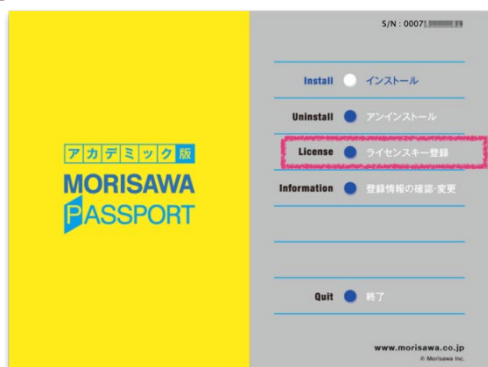 S/N : 0007
Install インストール
Uninstall アンインストール
License ライセンスキー登録
Information 登録情報の確認・変更
Quit 終了
アカデミック版
MORISAWA
PASSPORT
www.morisawa.co.jp
© Morisawa Inc.